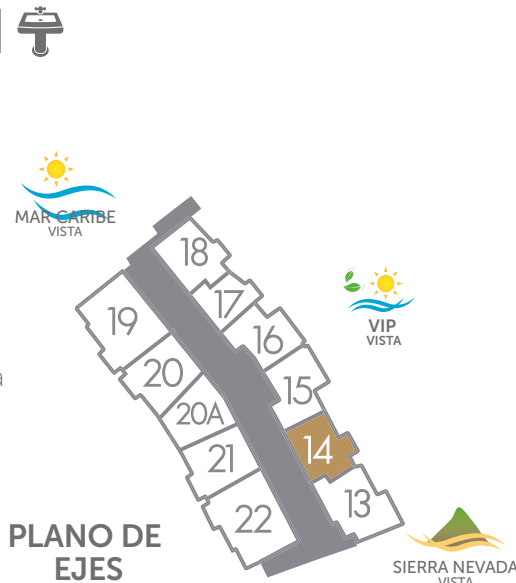 MAR CARIBE
VISTA
18
17
19
16
VIP
VISTA
20
15
20A
14
21
13
22
PLANO DE
EJES
SIERRA NEVADA
VISTA